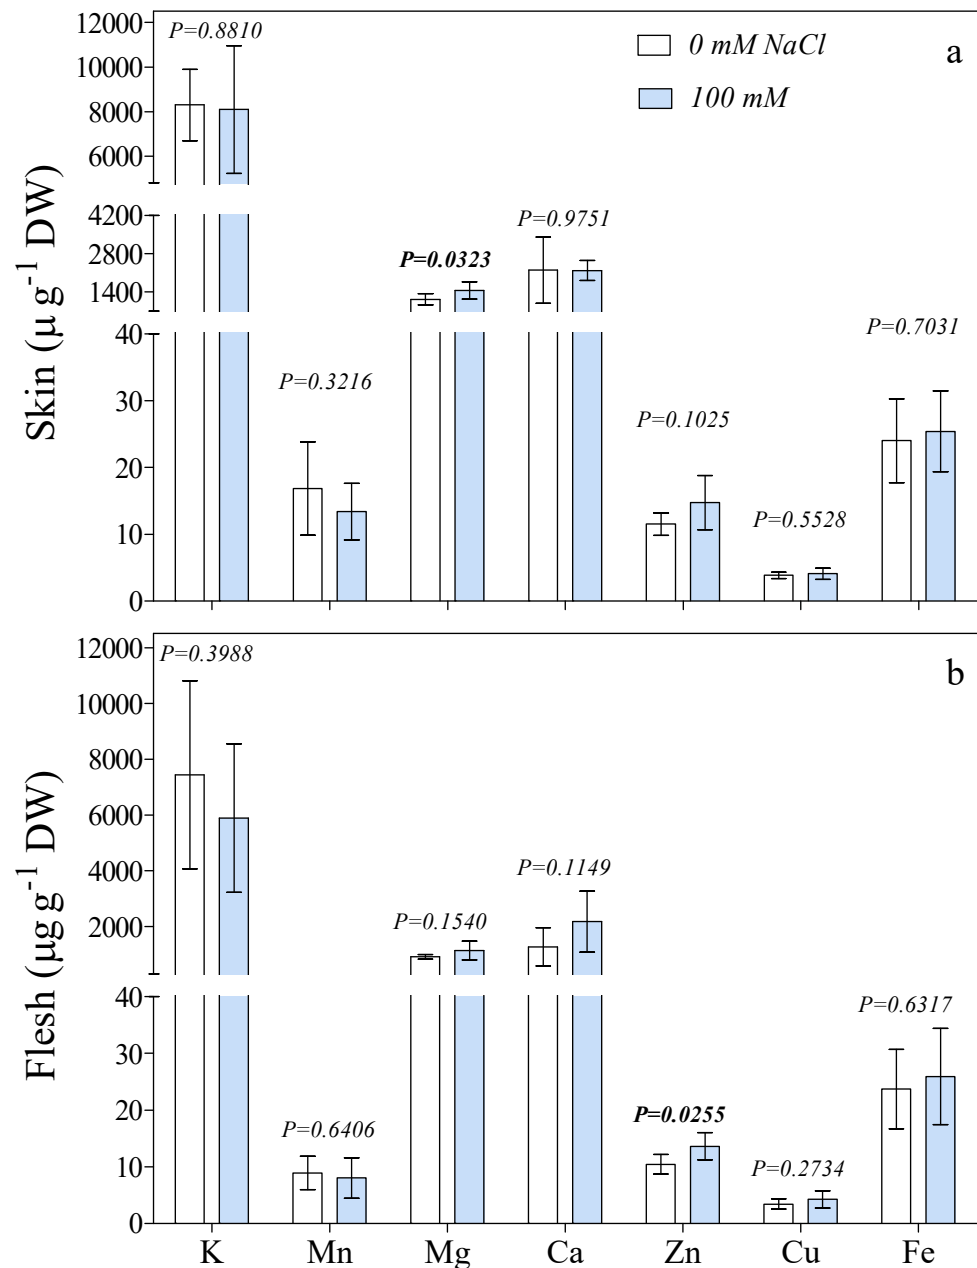 12000
P=0.8810
0 mM NaCl
a
10000
100 mM
8000
6000
Skin (µ g-1 DW)
4200
P=0.9751
2800
P=0.0323
1400
40
P=0.7031
P=0.3216
30
P=0.1025
20
P=0.5528
10
0
12000
P=0.3988
b
10000
8000
6000
Flesh (µg g-1 DW)
4000
P=0.1149
2000
P=0.1540
40
P=0.6317
30
20
P=0.6406
P=0.0255
P=0.2734
10
0
K Mn Mg Ca Zn Cu Fe